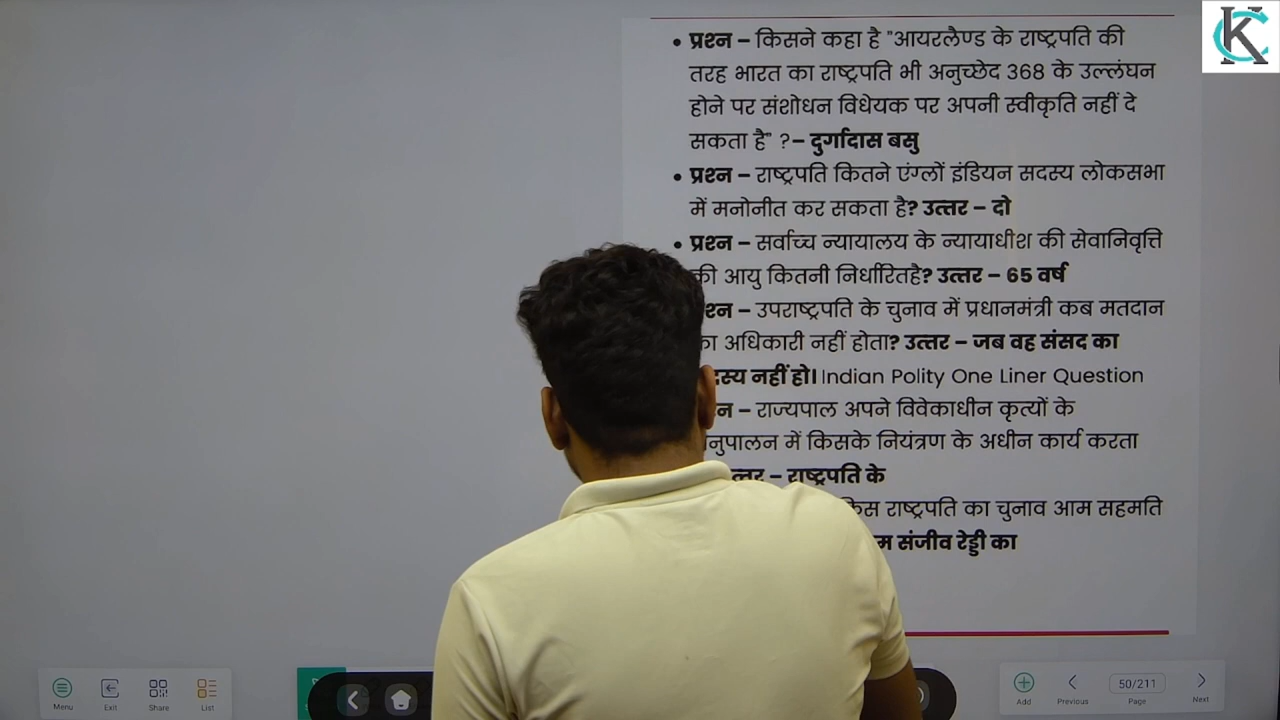 • प्रश्न – किसने कहा है "आयरलैण्ड के राष्ट्रपति की
तरह भारत का राष्ट्रपति भी अनुच्छेद 368 के उल्लंघन
होने पर संशोधन विधेयक पर अपनी स्वीकृति नहीं दे
सकता है" ?– दुर्गादास बसु
• प्रश्न – राष्ट्रपति कितने एंग्लों इंडियन सदस्य लोकसभा
में मनोनीत कर सकता है? उत्तर – दो
• प्रश्न – सर्वाच्च न्यायालय के न्यायाधीश की सेवानिवृत्ति
की आयु कितनी निर्धारितहै? उत्तर – 65 वर्ष
– उपराष्ट्रपति के चुनाव में प्रधानमंत्री कब मतदान
का अधिकारी नहीं होता? उत्तर – जब वह संसद का
नहीं हो। Indian Polity One Liner Question
– राज्यपाल अपने विवेकाधीन कृत्यों के
में किसके नियंत्रण के अधीन कार्य करता
– राष्ट्रपति के
राष्ट्रपति का चुनाव आम सहमति
संजीव रेड्डी का
KC
Menu
Exit
Share
List
Add
Previous
50/211
Page
Next